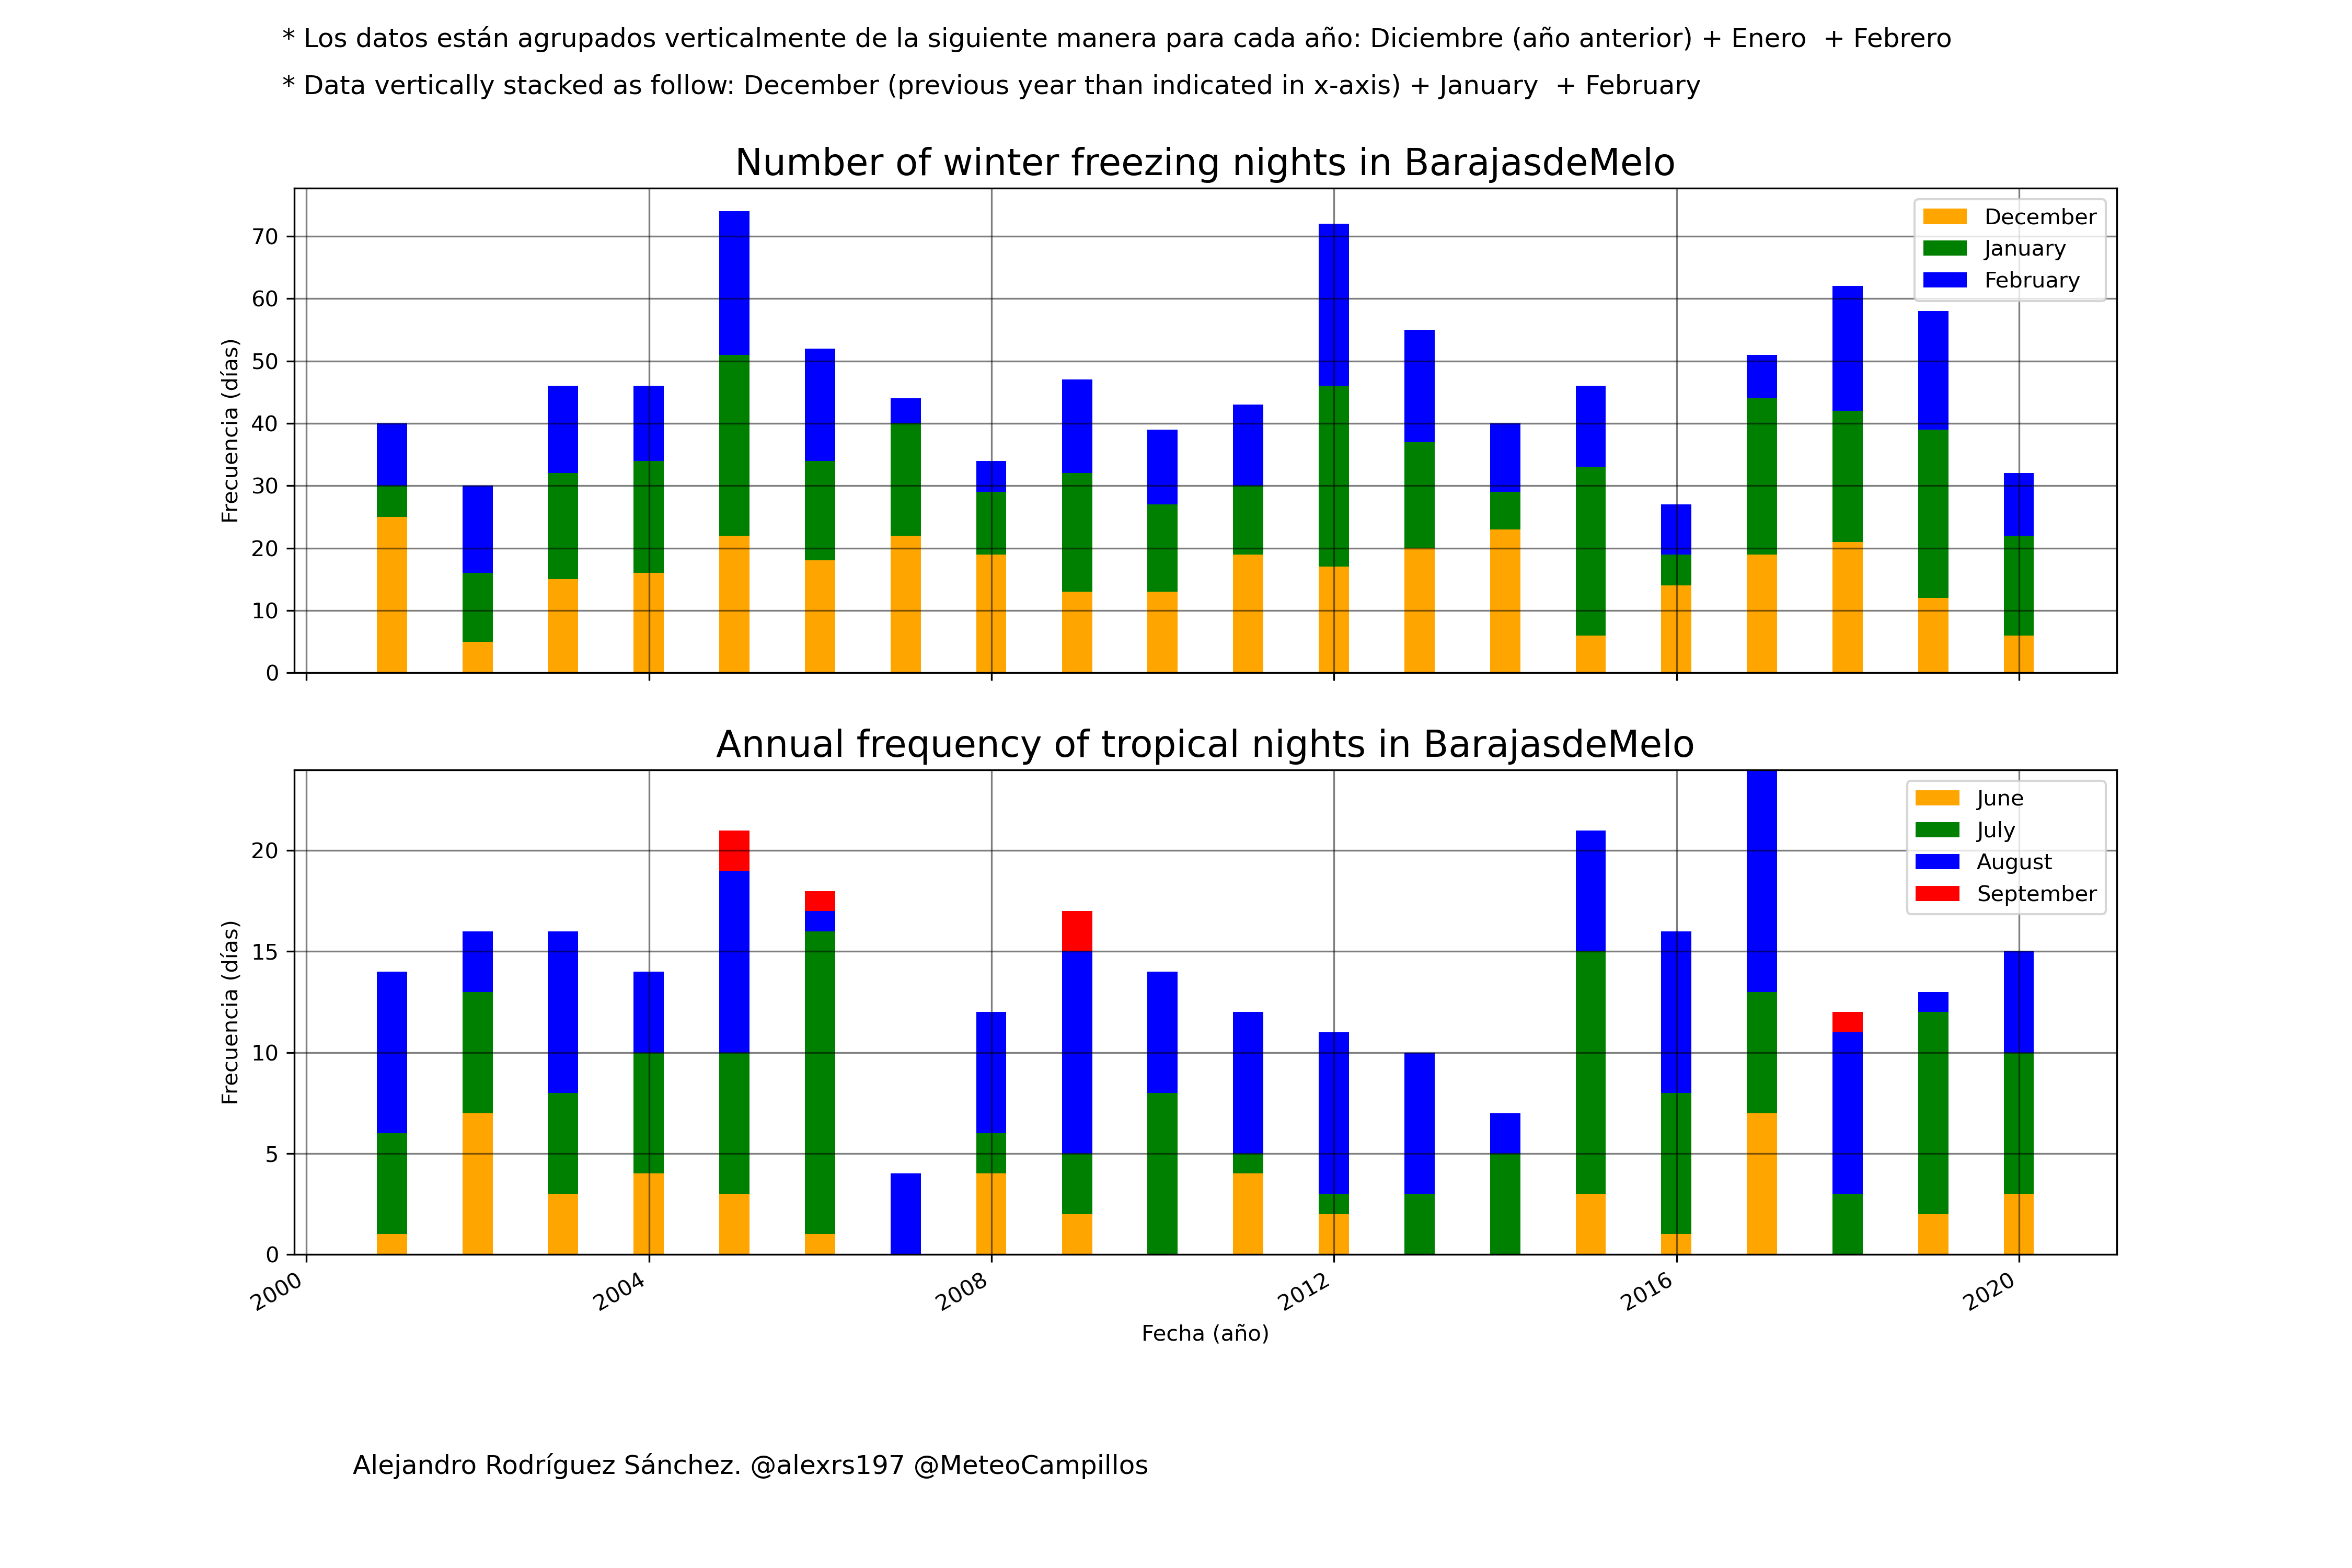 * Los datos están agrupados verticalmente de la siguiente manera para cada año: Diciembre (año anterior) + Enero  + Febrero
* Data vertically stacked as follow: December (previous year than indicated in x-axis) + January  + February
Number of winter freezing nights in BarajasdeMelo
Frecuencia (días)
70
60
50
40
30
20
10
0
December
January
February
Annual frequency of tropical nights in BarajasdeMelo
Frecuencia (días)
20
15
10
5
0
June
July
August
September
2000
2004
2008
2012
2016
2020
Fecha (año)
Alejandro Rodríguez Sánchez. @alexrs197 @MeteoCampillos